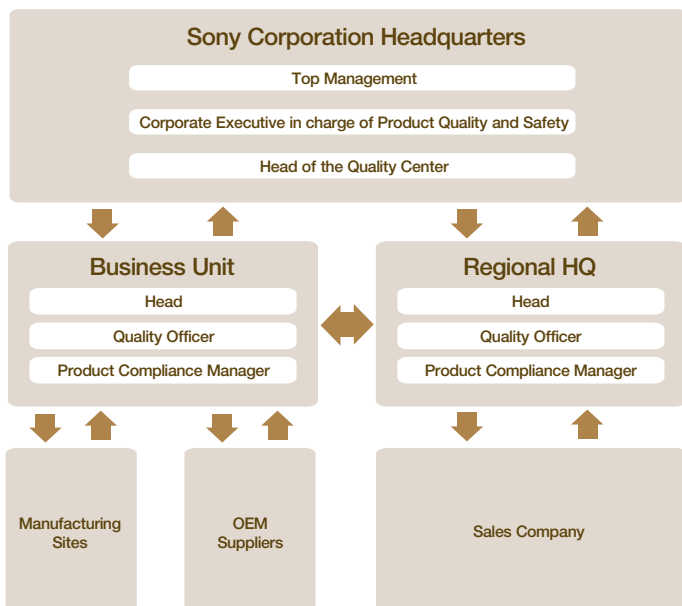 Sony Corporation Headquarters
Top Management
Corporate Executive in charge of Product Quality and Safety
Head of the Quality Center
Business Unit
Head
Quality Officer
Product Compliance Manager
Regional HQ
Head
Quality Officer
Product Compliance Manager
Manufacturing
Sites
OEM
Suppliers
Sales Company